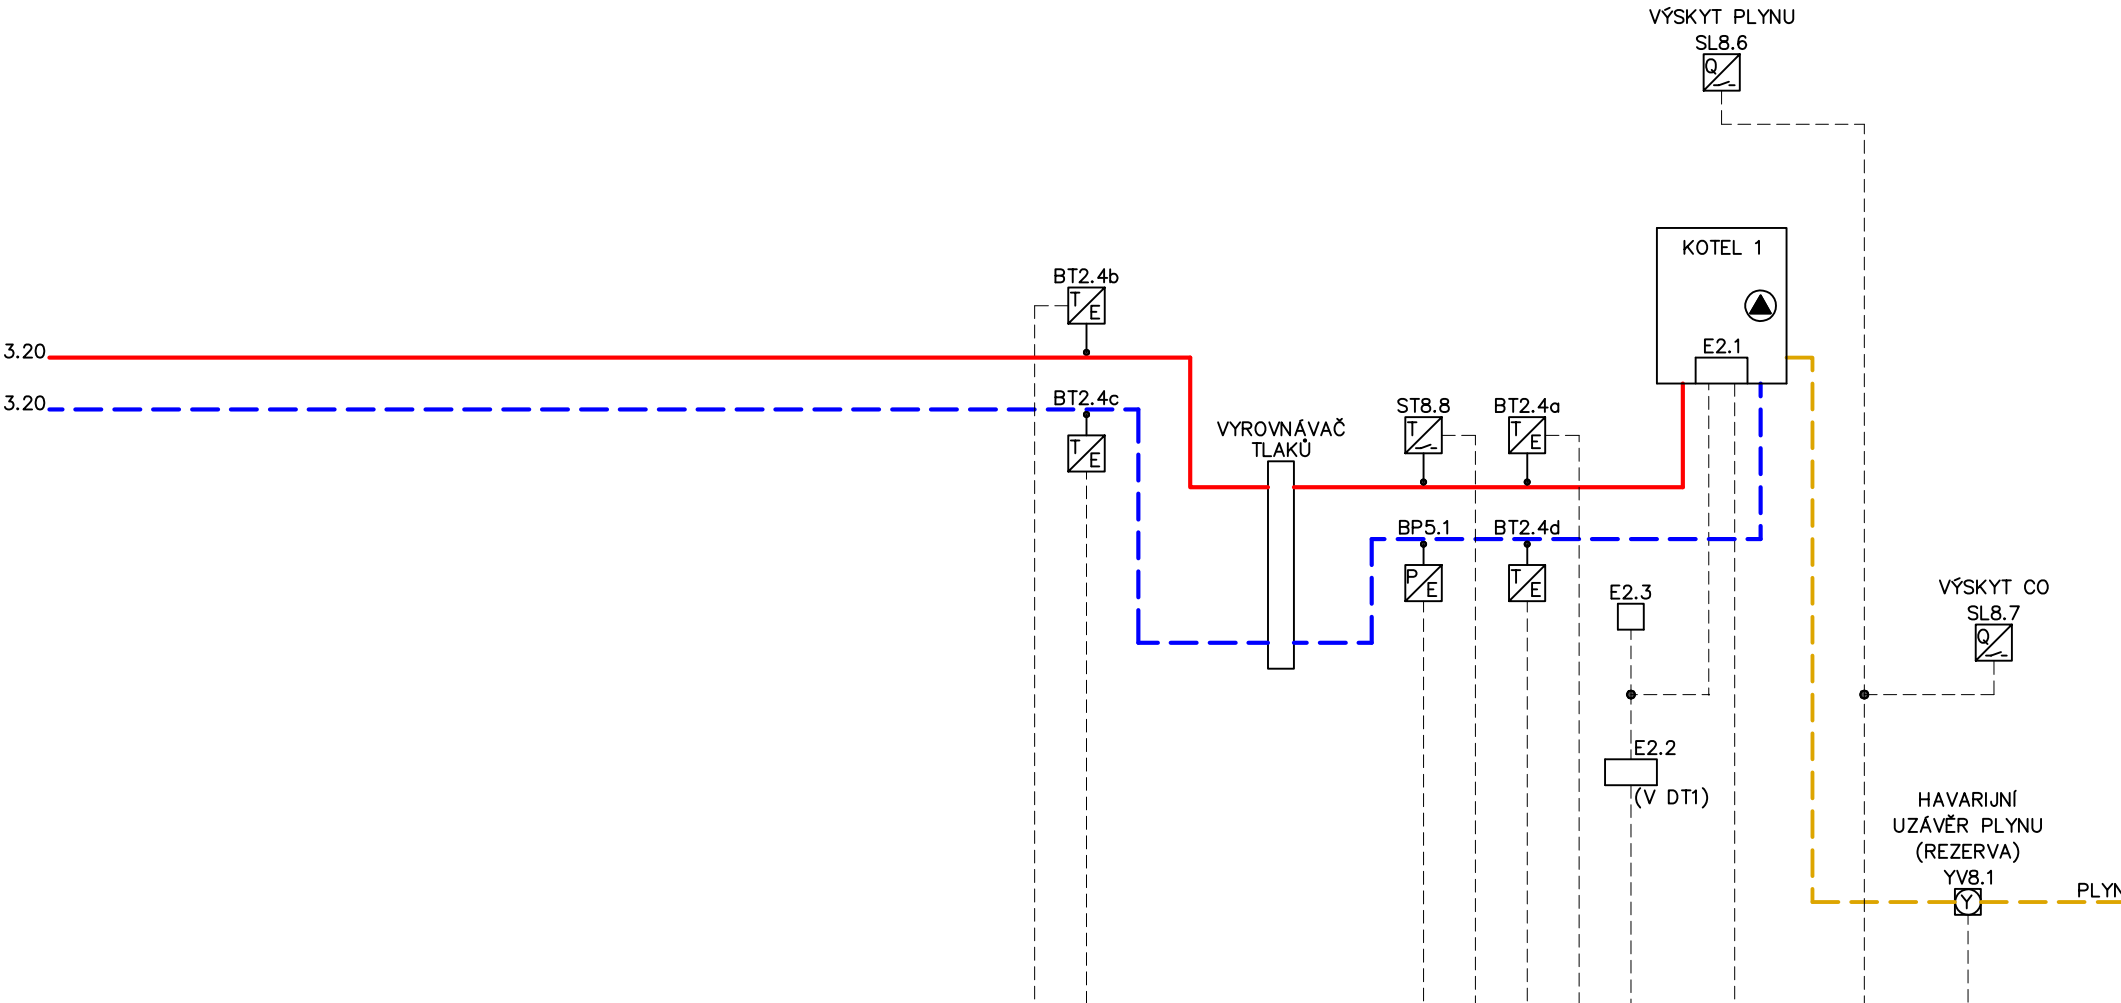 VÝSKYT PLYNU
SL8.6
Q
KOTEL 1
E2.1
BT2.4b
T
E
3.20
3.20
BT2.4c
T
E
VYROVNÁVAČ
TLAKŮ
ST8.8
T
BT2.4a
T
E
BP5.1
P
E
BT2.4d
T
E
E2.3
VÝSKYT CO
SL8.7
Q
E2.2
(V DT1)
HAVARIJNÍ
UZÁVĚR PLYNU
(REZERVA)
YV8.1
Y
PLYN